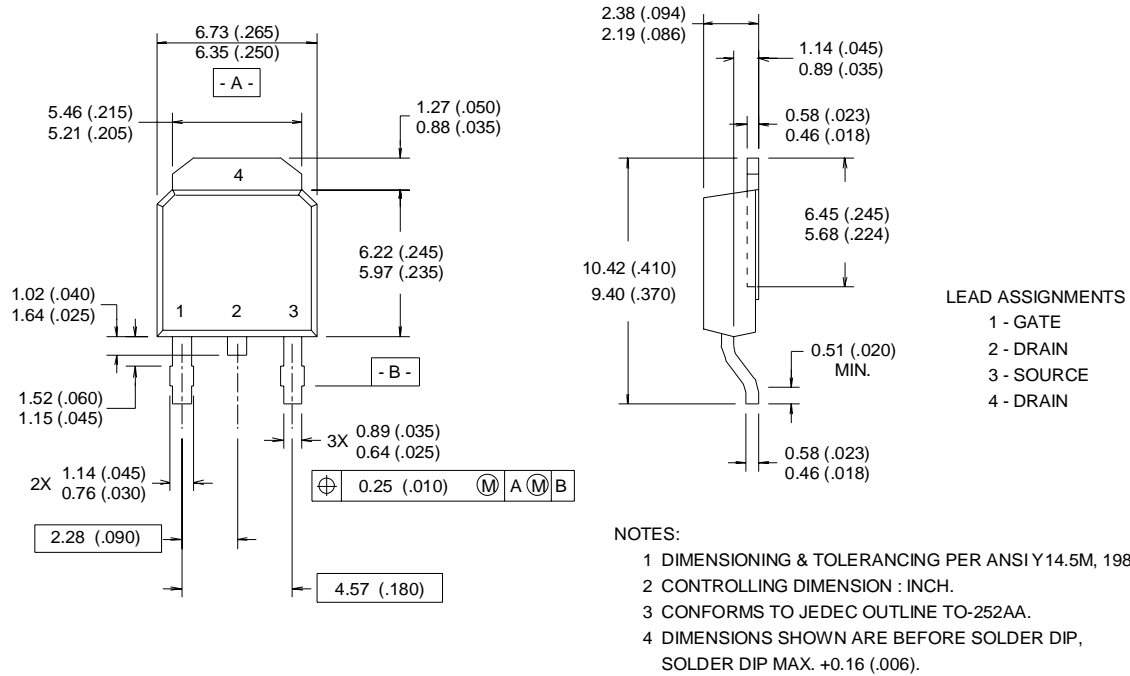 6.73 (.265)
6.35 (.250)
- A -
5.46 (.215)
5.21 (.205)
1.27 (.050)
0.88 (.035)
4
6.22 (.245)
5.97 (.235)
1.02 (.040)
1.64 (.025)
1 2 3
1.52 (.060)
1.15 (.045)
- B -
2X 1.14 (.045)
0.76 (.030)
3X 0.89 (.035)
0.64 (.025)
⌖ 0.25 (.010) Ⓜ A Ⓜ B
2.28 (.090)
4.57 (.180)
2.38 (.094)
2.19 (.086)
1.14 (.045)
0.89 (.035)
0.58 (.023)
0.46 (.018)
6.45 (.245)
5.68 (.224)
10.42 (.410)
9.40 (.370)
0.51 (.020)
MIN.
0.58 (.023)
0.46 (.018)
LEAD ASSIGNMENTS
1 - GATE
2 - DRAIN
3 - SOURCE
4 - DRAIN
NOTES:
1 DIMENSIONING & TOLERANCING PER ANSI Y14.5M, 198
2 CONTROLLING DIMENSION : INCH.
3 CONFORMS TO JEDEC OUTLINE TO-252AA.
4 DIMENSIONS SHOWN ARE BEFORE SOLDER DIP,
SOLDER DIP MAX. +0.16 (.006).